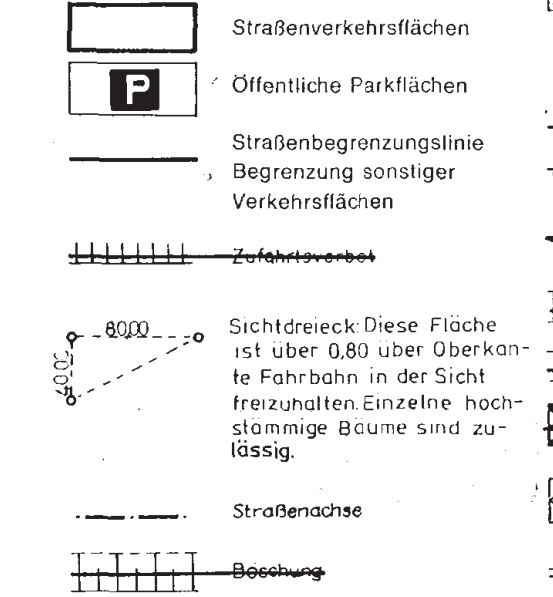 Straßenverkehrsflächen
P
Öffentliche Parkflächen
Straßenbegrenzungslinie
Begrenzung sonstiger
Verkehrsflächen
Zufahrtsverbot
80,00
Sichtdreieck: Diese Fläche
ist über 0,80 über Oberkan-
te Fahrbahn in der Sicht
freizuhalten. Einzelne hoch-
stämmige Bäume sind zu-
lässig.
Straßenachse
Böschung